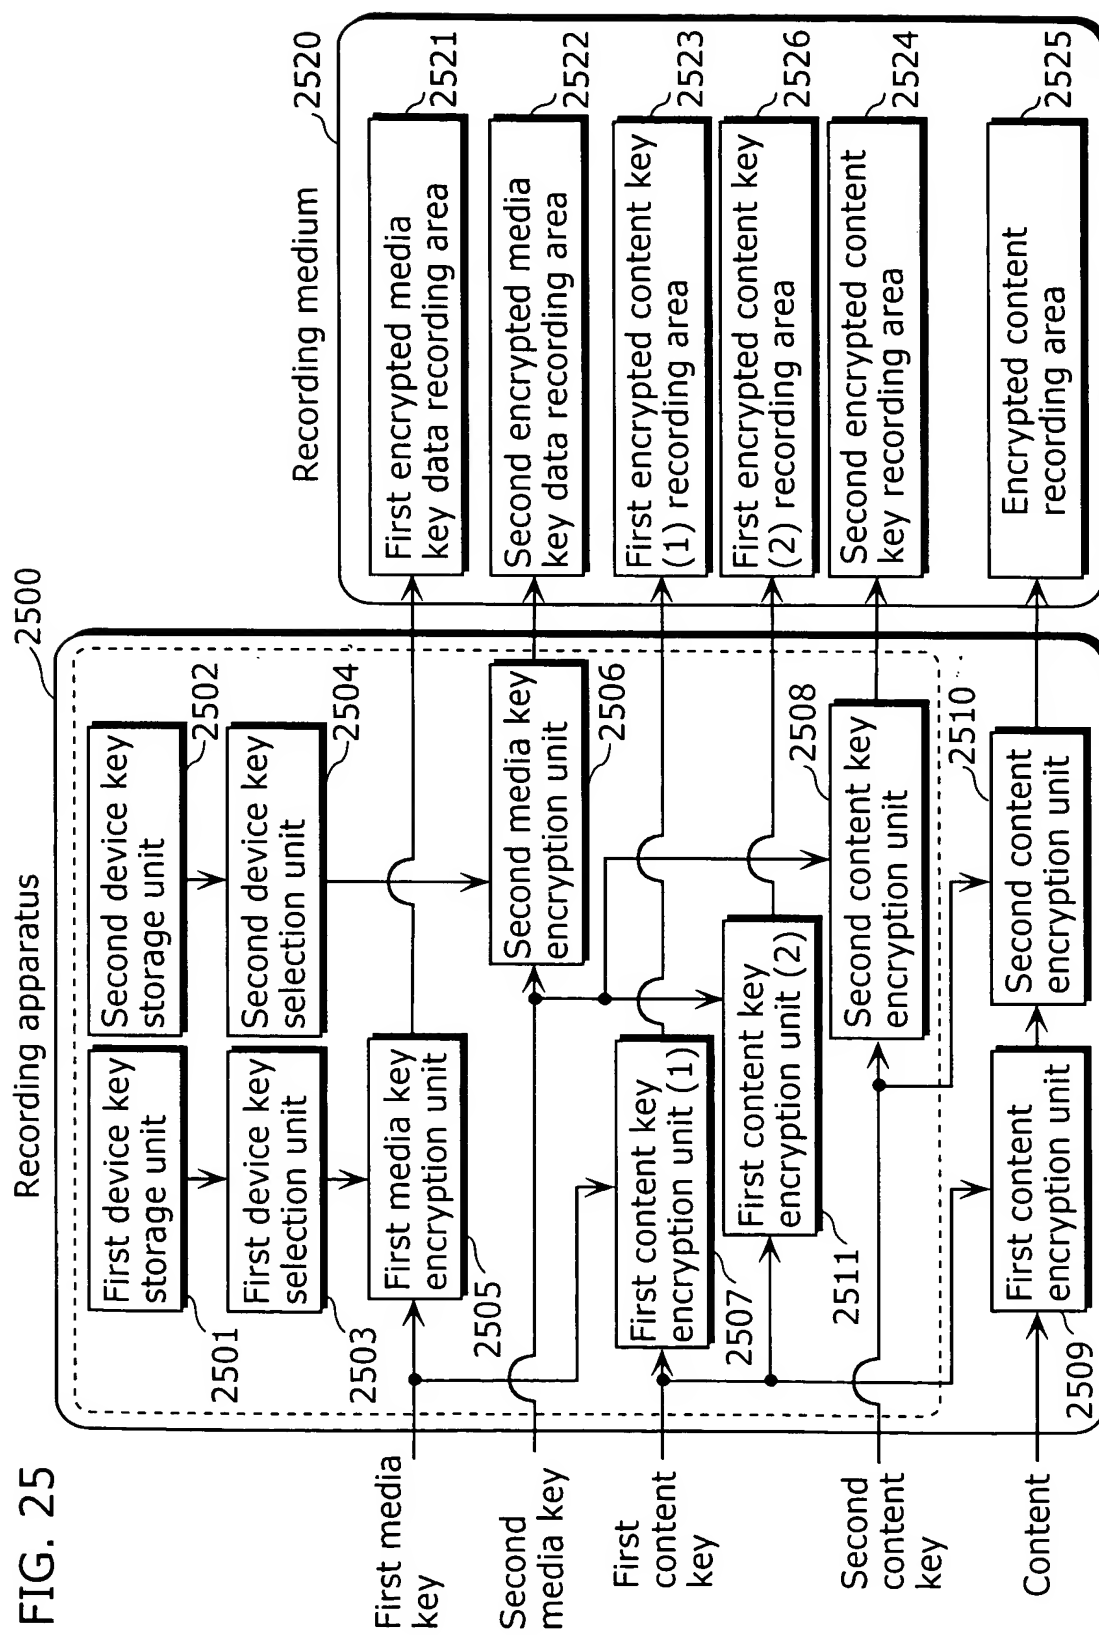 FIG. 25
Recording apparatus
2500
Recording medium
2520
First device key
storage unit
2501
Second device key
storage unit
2502
First device key
selection unit
2503
Second device key
selection unit
2504
First media
key
First media key
encryption unit
2505
First encrypted media
key data recording area
2521
Second
media key
Second media key
encryption unit
2506
Second encrypted media
key data recording area
2522
First
content
key
First content key
encryption unit (1)
2507
First encrypted content key
(1) recording area
2523
First content key
encryption unit (2)
2511
First encrypted content key
(2) recording area
2526
Second
content
key
Second content key
encryption unit
2508
Second encrypted content
key recording area
2524
Content
First content
encryption unit
2509
Second content
encryption unit
2510
Encrypted content
recording area
2525